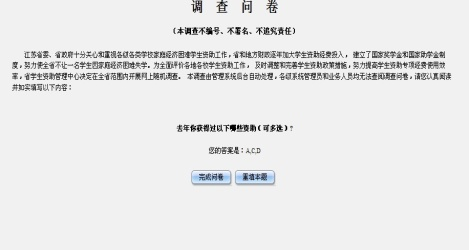 调 查 问 卷
(本调查不编号、不署名、不追究责任)
江苏省委、省政府十分关心和重视各级各类学校家庭经济困难学生资助工作,省和地方财政逐年加大学生资助经费投入, 建立了国家奖学金和国家助学金制
度,努力使全省不让一名学生因家庭经济困难失学。为全面评价各地各校学生资助工作, 及时调整和完善学生资助政策措施,努力提高学生资助专项经费使用效
率,省学生资助管理中心决定在全省范围内开展网上随机调查。 本调查由管理系统后台自动处理,各级系统管理员和业务人员均无法查阅调查问卷,请您认真阅读
并如实填写以下内容:
去年你获得过以下哪些资助(可多选)?
您的答案是:A,C,D
完成问卷 重填本题